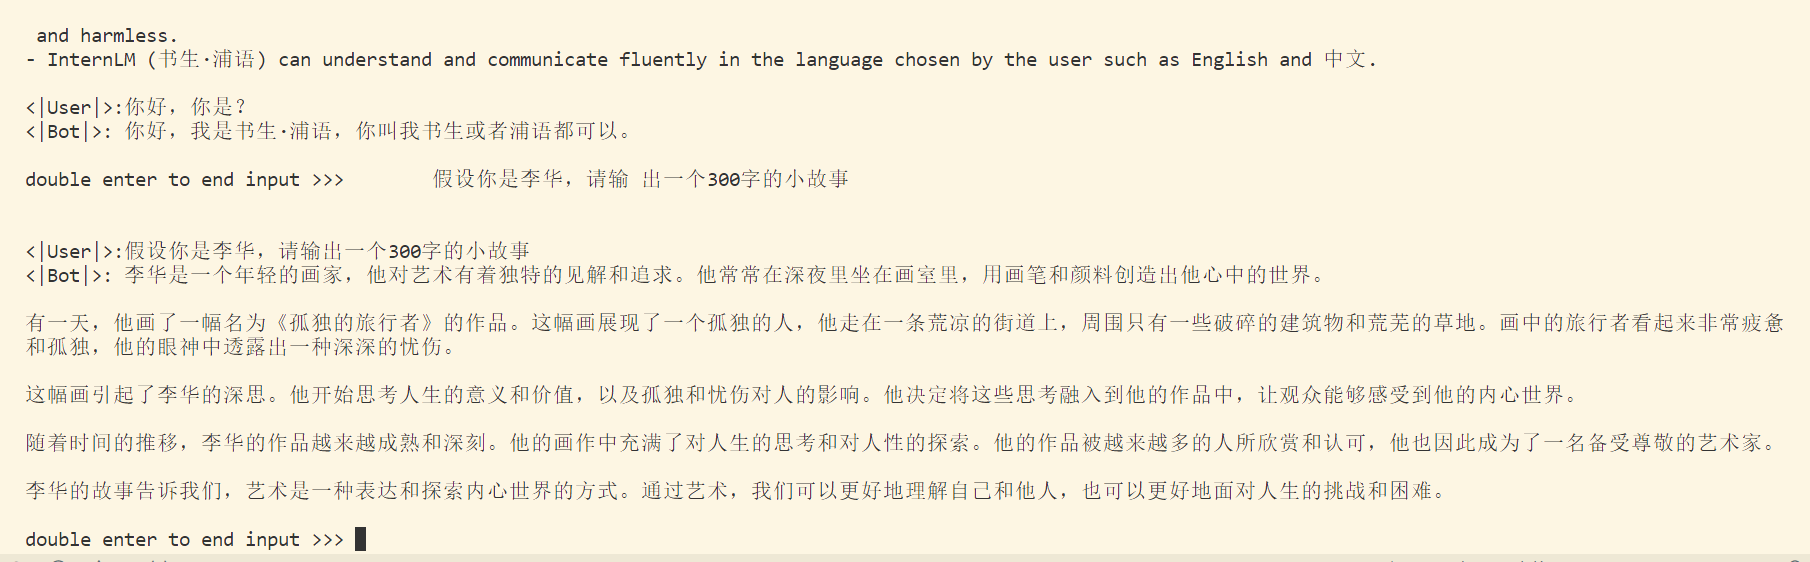 and harmless.
- InternLM (书生·浦语) can understand and communicate fluently in the language chosen by the user such as English and 中文.
<|User|>:你好，你是？
<|Bot|>: 你好，我是书生·浦语，你叫我书生或者浦语都可以。
double enter to end input >>> 假设你是李华，请输 出一个300字的小故事
<|User|>:假设你是李华，请输出一个300字的小故事
<|Bot|>: 李华是一个年轻的画家，他对艺术有着独特的见解和追求。他常常在深夜里坐在画室里，用画笔和颜料创造出他心中的世界。
有一天，他画了一幅名为《孤独的旅行者》的作品。这幅画展现了一个孤独的人，他走在一条荒凉的街道上，周围只有一些破碎的建筑物和荒芜的草地。画中的旅行者看起来非常疲惫
和孤独，他的眼神中透露出一种深深的忧伤。
这幅画引起了李华的深思。他开始思考人生的意义和价值，以及孤独和忧伤对人的影响。他决定将这些思考融入到他的作品中，让观众能够感受到他的内心世界。
随着时间的推移，李华的作品越来越成熟和深刻。他的画作中充满了对人生的思考和对人性的探索。他的作品被越来越多的人所欣赏和认可，他也因此成为了一名备受尊敬的艺术家。
李华的故事告诉我们，艺术是一种表达和探索内心世界的方式。通过艺术，我们可以更好地理解自己和他人，也可以更好地面对人生的挑战和困难。
double enter to end input >>>